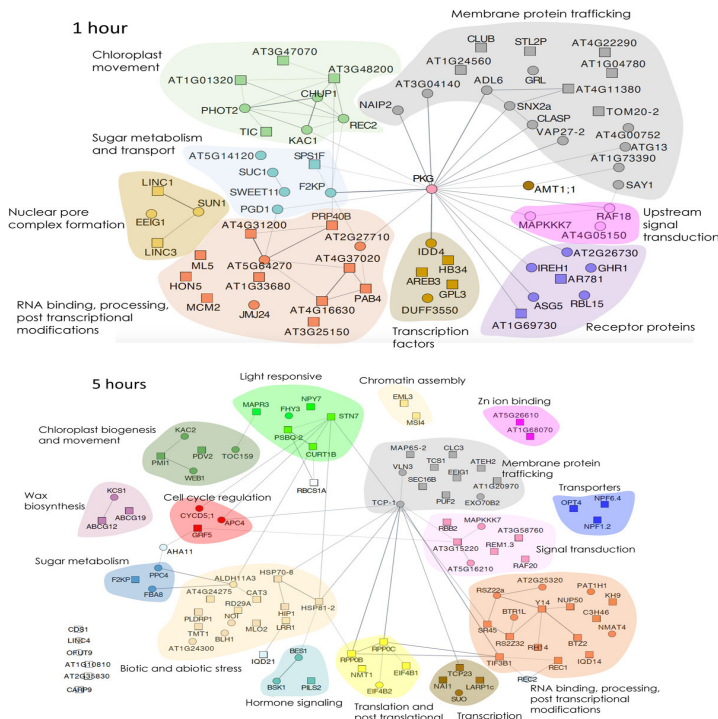 1 hour
Membrane protein trafficking
Chloroplast
movement
AT3G47070
AT3G48200
AT1G01320
CHUP1
PHOT2
REC2
TIC
KAC1
CLUB
STL2P
AT4G22290
AT1G24560
AT1G04780
GRL
AT3G04140
ADL6
AT4G11380
NAIP2
SNX2a
CLASP
TOM20-2
VAP27-2
AT4G00752
ATG13
AT1G73390
SAY1
Sugar metabolism
and transport
AT5G14120
SPS1F
SUC1
SWEET11
F2KP
PGD1
PKG
AMT1;1
LINC1
SUN1
EEIG1
LINC3
Nuclear pore
complex formation
RAF18
MAPKKK7
AT4G05150
Upstream
signal
transduction
PRP40B
AT4G31200
AT2G27710
ML5
AT5G64270
AT4G37020
HON5
AT1G33680
PAB4
MCM2
JMJ24
AT4G16630
AT3G25150
RNA binding, processing,
post transcriptional
modifications
IDD4
HB34
AREB3
GPL3
DUFF3550
Transcription
factors
AT2G26730
IREH1
GHR1
AR781
ASG5
RBL15
AT1G69730
Receptor proteins
5 hours
Light responsive
MAPR3
NPY7
FHY3
STN7
PSBQ-2
CURT1B
RBCS1A
Chromatin assembly
EML3
MSI4
Zn ion binding
AT5G26610
AT1G68070
Chloroplast biogenesis
and movement
KAC2
PDV2
PMI1
TOC159
WEB1
MAP65-2
CLC3
VLN3
TCS1
ATEH2
EEIG1
SEC16B
AT1G20970
PUF2
EXO70B2
TCP-1
Membrane protein
trafficking
Wax
biosynthesis
KCS1
ABCG19
ABCG12
Cell cycle regulation
CYCD5;1
APC4
GRF5
AHA11
Transporters
OPT4
NPF6.4
NPF1.2
MAPKKK7
RBB2
AT3G58760
AT3G15220
REM1.3
AT5G16210
RAF20
Signal transduction
Sugar metabolism
PPC4
F2KP
FBA8
ALDH11A3
HSP70-8
AT4G24275
CAT3
RD29A
HSP81-2
PLDRP1
NOI
HIP1
TMT1
MLO2
LRR1
BLH1
AT1G24300
Biotic and abiotic stress
IQD21
CDS1
LINC4
OFUT9
AT1G10810
AT2G35830
CARP9
BES1
BSK1
PILS2
Hormone signaling
RPP0B
RPP0C
NMT1
EIF4B1
EIF4B2
Translation and
post translational
TCP23
NAI1
LARP1c
SUO
Transcription
REC2
AT2G25320
PAT1H1
RSZ22a
Y14
NUP50
KH9
BTR1L
C3H46
SR45
NMAT4
RS2Z32
RH14
BTZ2
TIF3B1
REC1
IQD14
RNA binding, processing,
post transcriptional
modifications